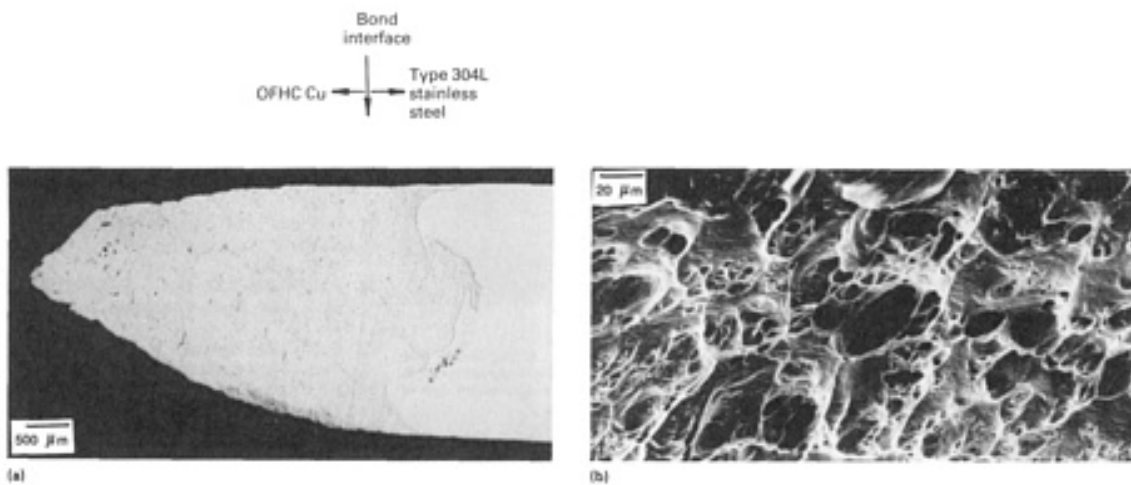 Bond
interface
OFHC Cu
Type 304L
stainless
steel
500 μm
20 μm
(a)
(b)